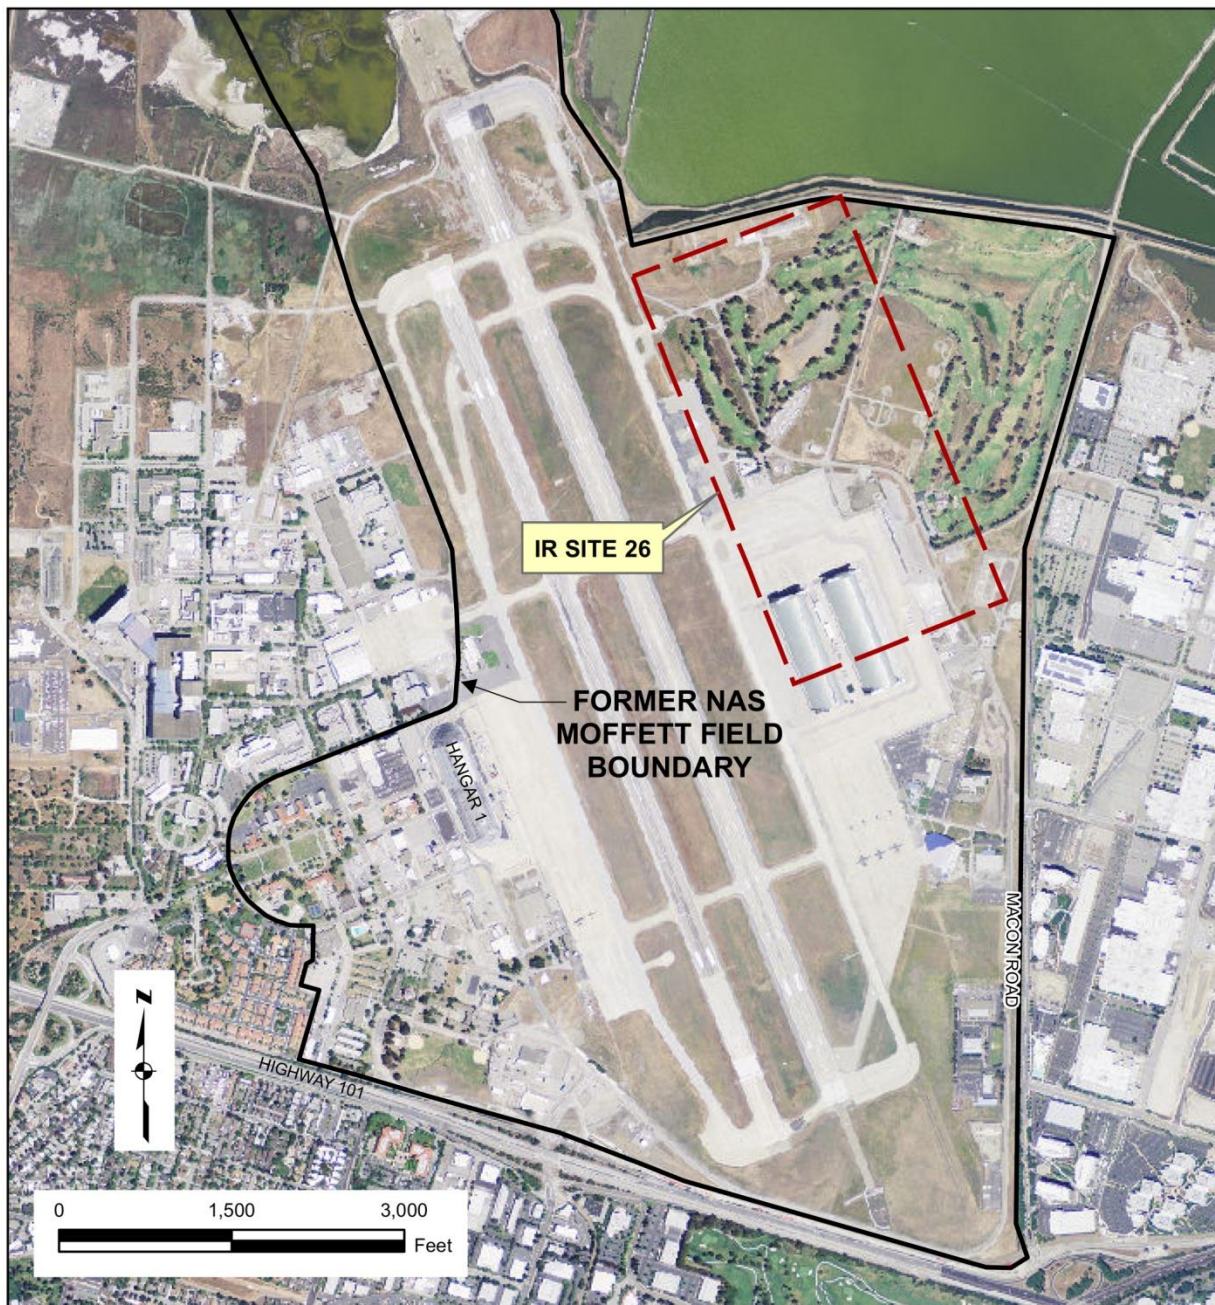 IR SITE 26
FORMER NAS
MOFFETT FIELD
BOUNDARY
HANGAR 1
MACON ROAD
HIGHWAY 101
N
0 1,500 3,000
Feet